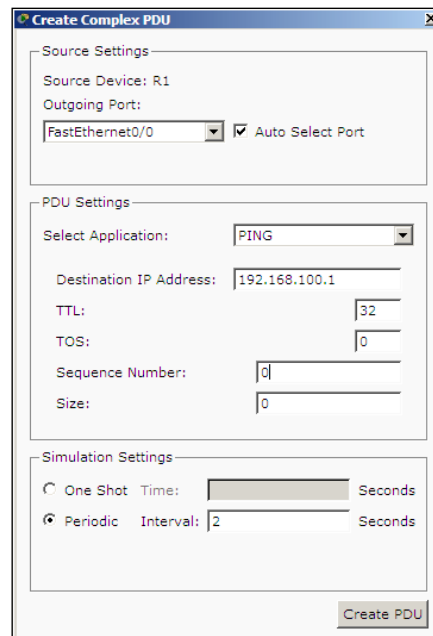 Create Complex PDU
Source Settings
Source Device: R1
Outgoing Port:
FastEthernet0/0 Auto Select Port
PDU Settings
Select Application: PING
Destination IP Address: 192.168.100.1
TTL: 32
TOS: 0
Sequence Number: 0
Size: 0
Simulation Settings
One Shot Time: Seconds
Periodic Interval: 2 Seconds
Create PDU